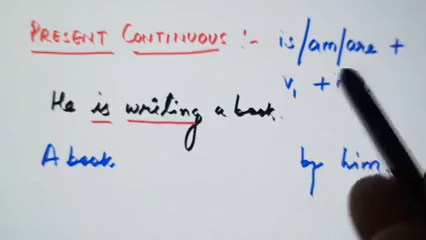 PRESENT CONTINUOUS :- is/am/are +
V₁ +
He is writing a book.
A book by him